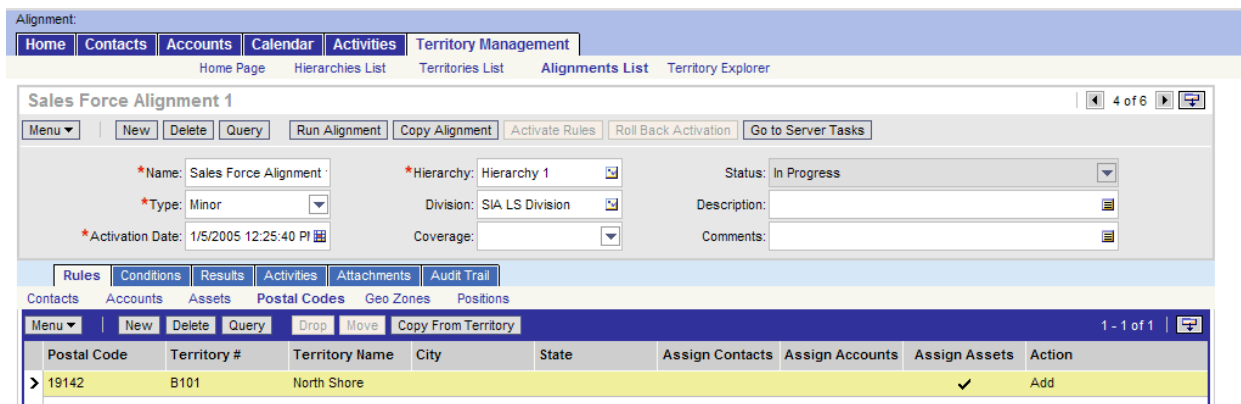 Alignment:
Home Contacts Accounts Calendar Activities Territory Management
Home Page Hierarchies List Territories List Alignments List Territory Explorer
Sales Force Alignment 1 4 of 6
Menu New Delete Query Run Alignment Copy Alignment Activate Rules Roll Back Activation Go to Server Tasks
*Name: Sales Force Alignment *Hierarchy: Hierarchy 1 Status: In Progress
*Type: Minor Division: SIA LS Division Description:
*Activation Date: 1/5/2005 12:25:40 PM Coverage: Comments:
Rules Conditions Results Activities Attachments Audit Trail
Contacts Accounts Assets Postal Codes Geo Zones Positions
Menu New Delete Query Drop Move Copy From Territory 1 - 1 of 1
Postal Code Territory # Territory Name City State Assign Contacts Assign Accounts Assign Assets Action
19142 B101 North Shore ✓ Add